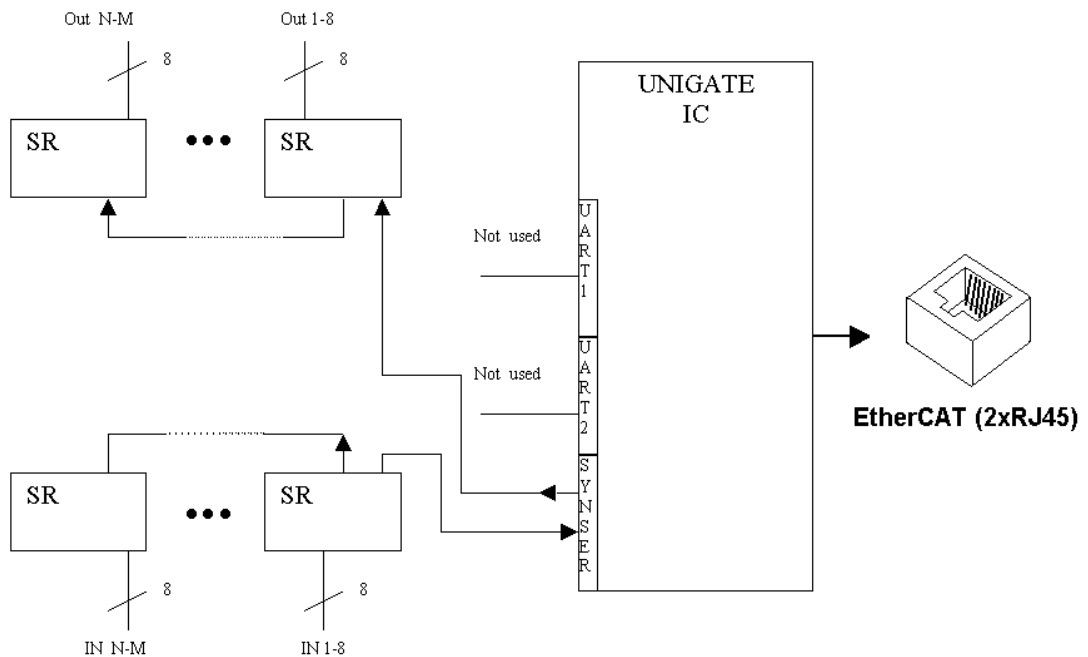 Out N-M
Out 1-8
8
8
UNIGATE
IC
SR
SR
UART1
Not used
UART2
Not used
EtherCAT (2xRJ45)
SYNSER
SR
SR
8
8
IN N-M
IN 1-8